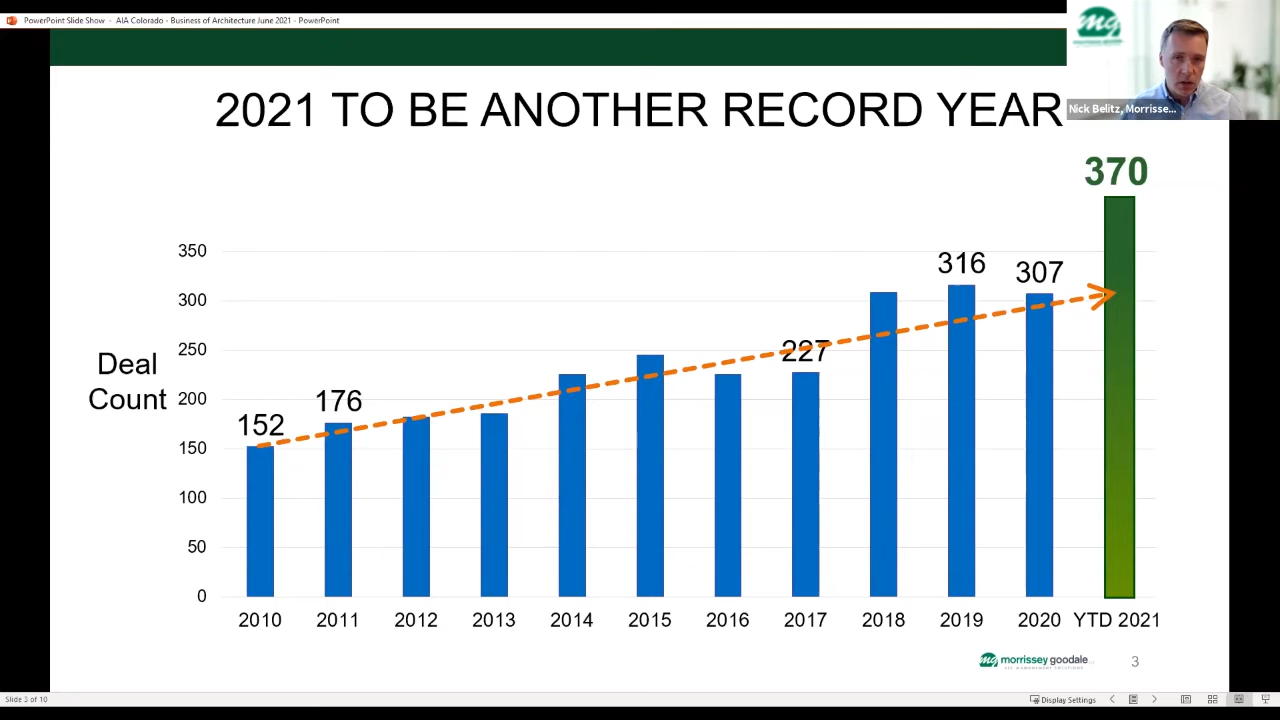 PowerPoint Slide Show - AIA Colorado - Business of Architecture June 2021 - PowerPoint
mg
Nick Belitz, Morrisse...
2021 TO BE ANOTHER RECORD YEAR
370
350
300
250
200
150
100
50
0
Deal
Count
152
176
227
316
307
2010 2011 2012 2013 2014 2015 2016 2017 2018 2019 2020 YTD 2021
mg morrissey goodale
3
Slide 3 of 10
Display Settings